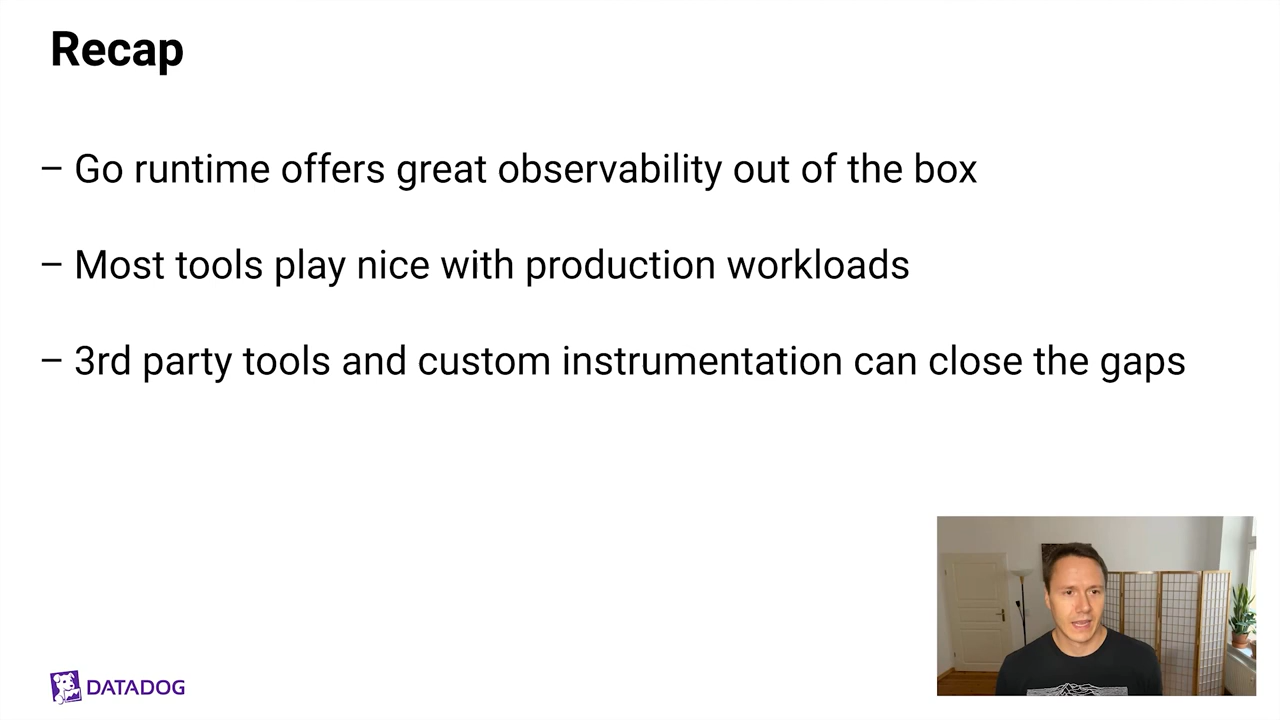 Recap
– Go runtime offers great observability out of the box
– Most tools play nice with production workloads
– 3rd party tools and custom instrumentation can close the gaps
DATADOG